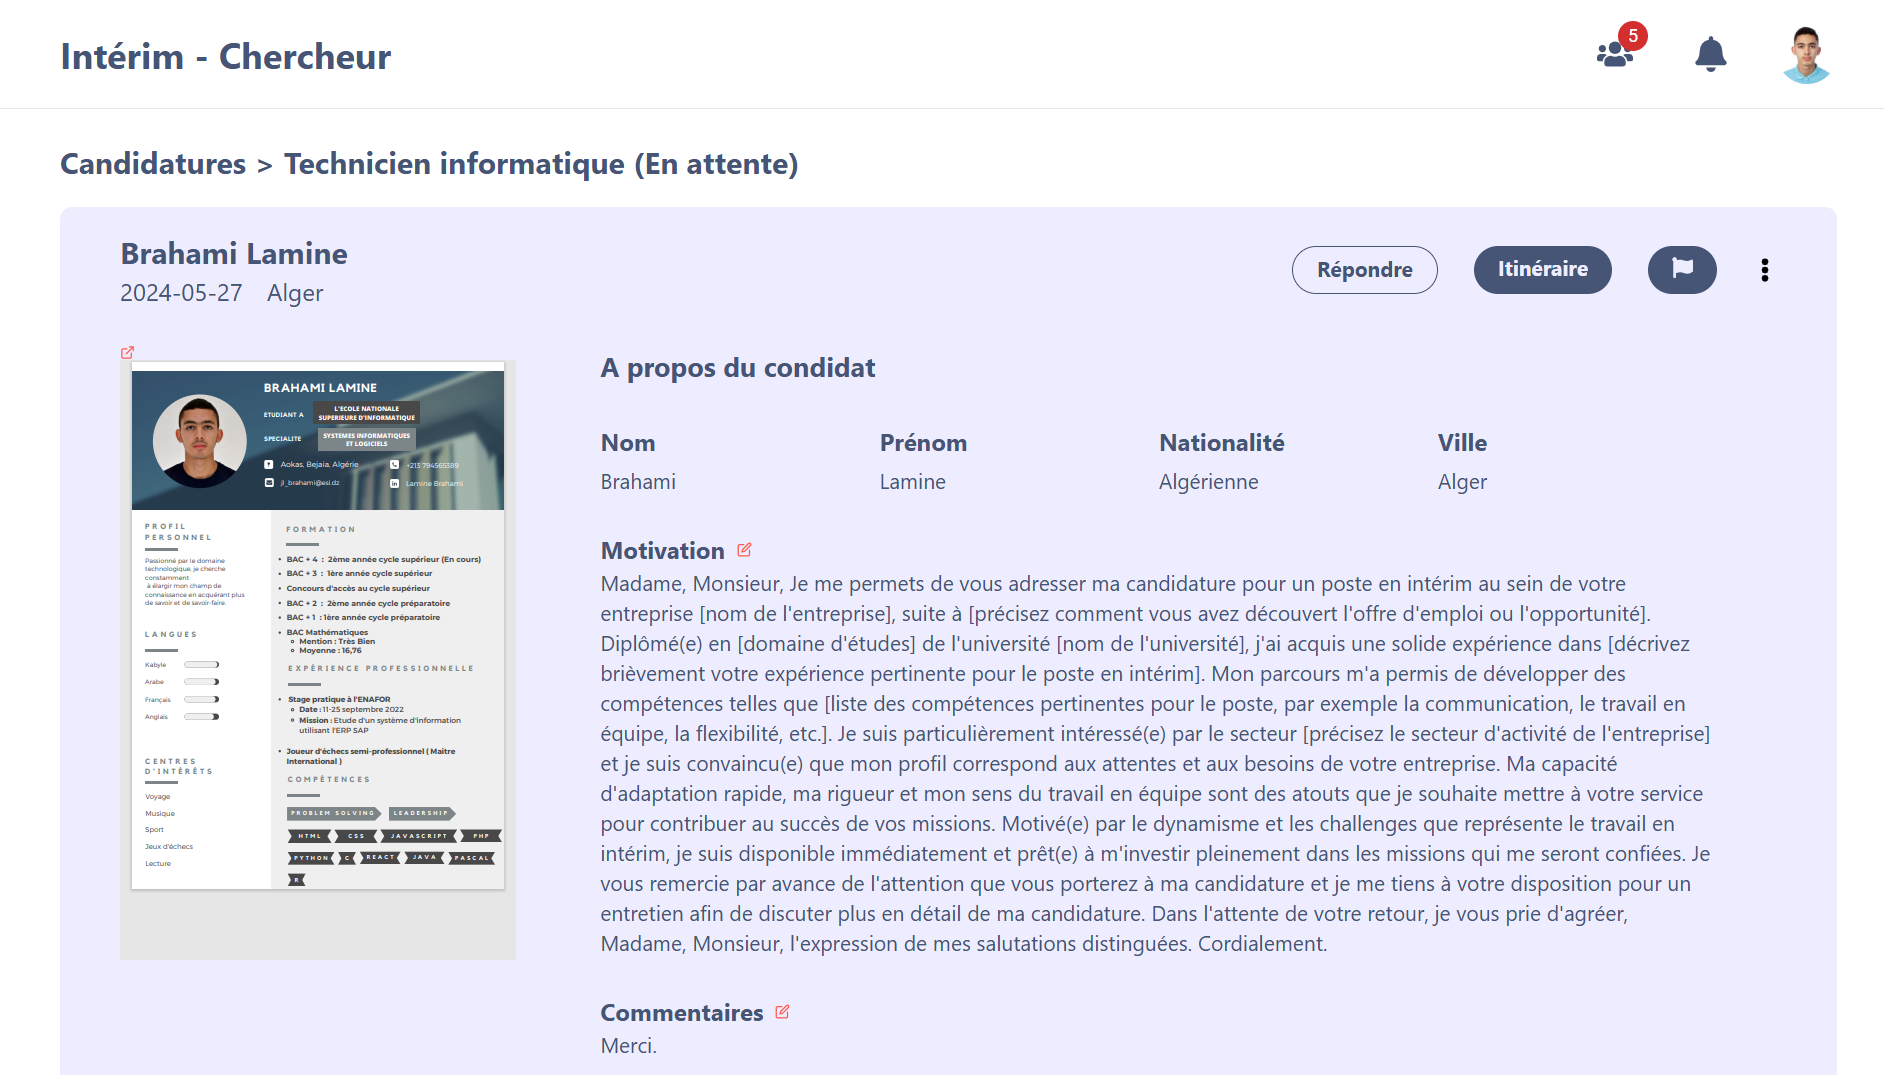 Intérim - Chercheur
5
Candidatures > Technicien informatique (En attente)
Brahami Lamine
2024-05-27 Alger
Répondre
Itinéraire
BRAHAMI LAMINE
ETUDIANT A
L'ECOLE NATIONALE
SUPERIEURE D'INFORMATIQUE
SPECIALITE
SYSTEMES INFORMATIQUES
ET LOGICIELS
Aokas, Bejaia, Algérie
+213 794565389
jl_brahami@esi.dz
Lamine Brahami
PROFIL
PERSONNEL
Passionné par le domaine
technologique, je cherche
constamment
à élargir mon champ de
connaissance en acquérant plus
de savoir et de savoir-faire.
LANGUES
Kabyle
Arabe
Français
Anglais
CENTRES
D'INTÉRÊTS
Voyage
Musique
Sport
Jeux d'échecs
Lecture
FORMATION
• BAC + 4 : 2ème année cycle supérieur (En cours)
• BAC + 3 : 1ère année cycle supérieur
• Concours d'accès au cycle supérieur
• BAC + 2 : 2ème année cycle préparatoire
• BAC + 1 : 1ère année cycle préparatoire
• BAC Mathématiques
Mention : Très Bien
Moyenne : 16,76
EXPÉRIENCE PROFESSIONNELLE
• Stage pratique à l'ENAFOR
Date : 11-25 septembre 2022
Mission : Etude d'un système d'information
utilisant l'ERP SAP
• Joueur d'échecs semi-professionnel ( Maitre
International )
COMPÉTENCES
PROBLEM SOLVING LEADERSHIP
HTML CSS JAVASCRIPT PHP
PYTHON C REACT JAVA PASCAL
R
A propos du condidat
Nom Prénom Nationalité Ville
Brahami Lamine Algérienne Alger
Motivation
Madame, Monsieur, Je me permets de vous adresser ma candidature pour un poste en intérim au sein de votre
entreprise [nom de l'entreprise], suite à [précisez comment vous avez découvert l'offre d'emploi ou l'opportunité].
Diplômé(e) en [domaine d'études] de l'université [nom de l'université], j'ai acquis une solide expérience dans [décrivez
brièvement votre expérience pertinente pour le poste en intérim]. Mon parcours m'a permis de développer des
compétences telles que [liste des compétences pertinentes pour le poste, par exemple la communication, le travail en
équipe, la flexibilité, etc.]. Je suis particulièrement intéressé(e) par le secteur [précisez le secteur d'activité de l'entreprise]
et je suis convaincu(e) que mon profil correspond aux attentes et aux besoins de votre entreprise. Ma capacité
d'adaptation rapide, ma rigueur et mon sens du travail en équipe sont des atouts que je souhaite mettre à votre service
pour contribuer au succès de vos missions. Motivé(e) par le dynamisme et les challenges que représente le travail en
intérim, je suis disponible immédiatement et prêt(e) à m'investir pleinement dans les missions qui me seront confiées. Je
vous remercie par avance de l'attention que vous porterez à ma candidature et je me tiens à votre disposition pour un
entretien afin de discuter plus en détail de ma candidature. Dans l'attente de votre retour, je vous prie d'agréer,
Madame, Monsieur, l'expression de mes salutations distinguées. Cordialement.
Commentaires
Merci.